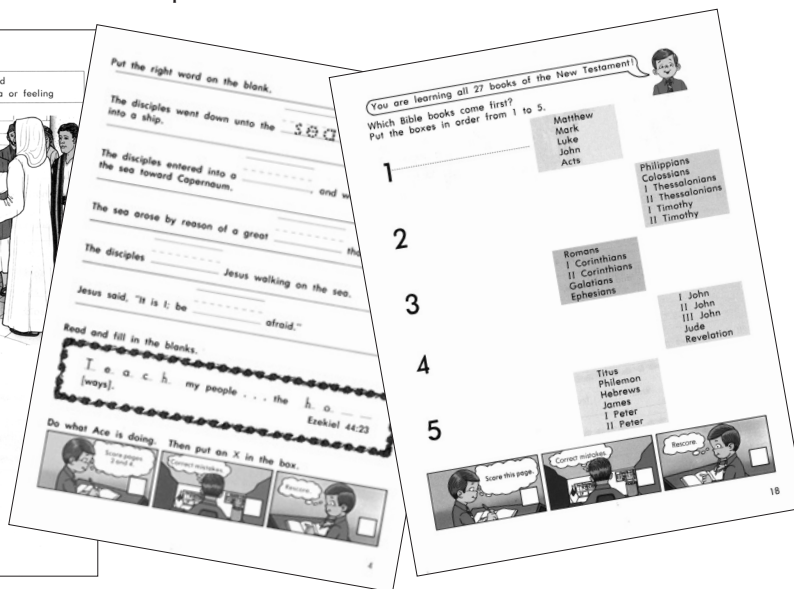 d
a or feeling
Put the right word on the blank.
The disciples went down unto the sea
into a ship.
The disciples entered into a , and w
the sea toward Capernaum.
The sea arose by reason of a great tha
The disciples Jesus walking on the sea.
Jesus said, "It is I; be afraid."
Read and fill in the blanks.
T e a c h my people . . . the h o _ _
[ways].
Ezekiel 44:23
Do what Ace is doing. Then put an X in the box.
Score pages
2 and 4.
Correct mistakes.
Rescore.
4
You are learning all 27 books of the New Testament!
Which Bible books come first?
Put the boxes in order from 1 to 5.
1
Matthew
Mark
Luke
John
Acts
Philippians
Colossians
I Thessalonians
II Thessalonians
I Timothy
II Timothy
2
Romans
I Corinthians
II Corinthians
Galatians
Ephesians
3
I John
II John
III John
Jude
Revelation
4
Titus
Philemon
Hebrews
James
I Peter
II Peter
5
Score this page.
Correct mistakes.
Rescore.
18